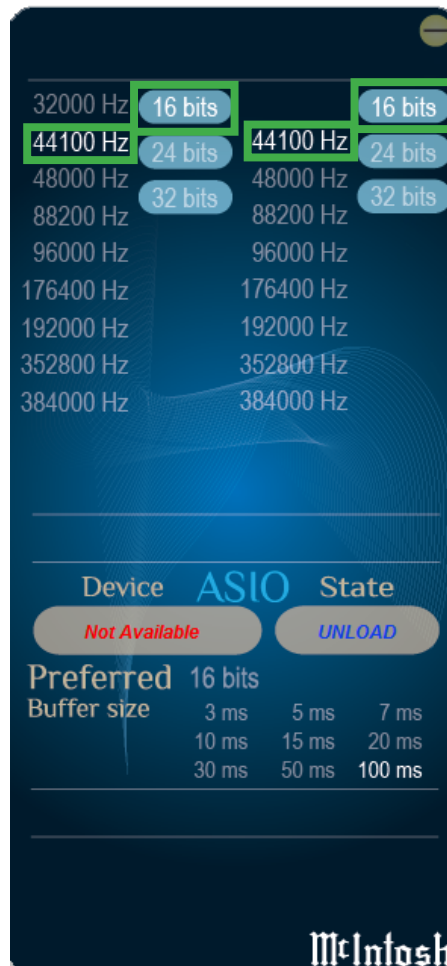 32000 Hz 16 bits 16 bits
44100 Hz 24 bits 44100 Hz 24 bits
48000 Hz 32 bits 48000 Hz 32 bits
88200 Hz 88200 Hz
96000 Hz 96000 Hz
176400 Hz 176400 Hz
192000 Hz 192000 Hz
352800 Hz 352800 Hz
384000 Hz 384000 Hz
Device ASIO State
Not Available UNLOAD
Preferred 16 bits
Buffer size 3 ms 5 ms 7 ms
10 ms 15 ms 20 ms
30 ms 50 ms 100 ms
McIntosh